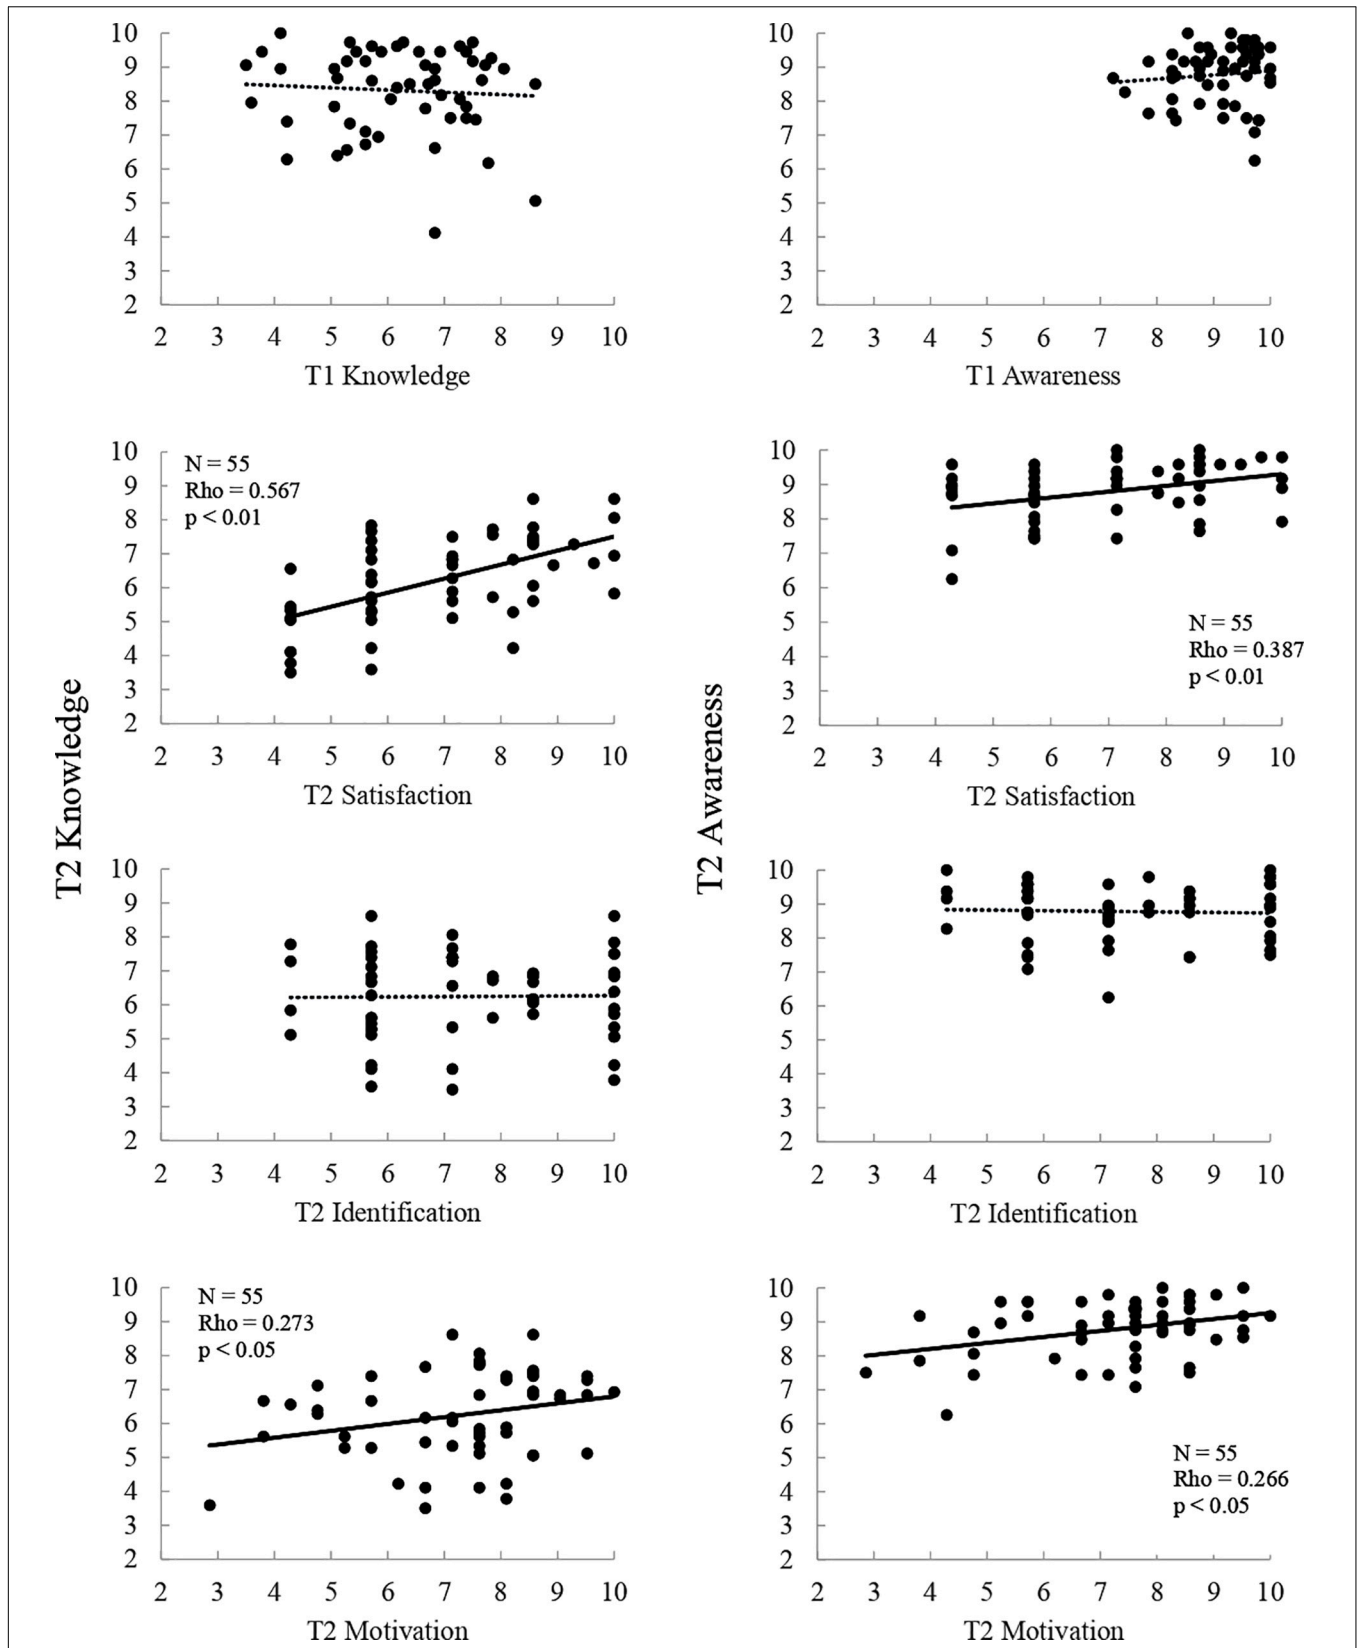 10
9
8
7
6
5
4
3
2
2 3 4 5 6 7 8 9 10
T1 Knowledge
10
9
8
7
6
5
4
3
2
2 3 4 5 6 7 8 9 10
T1 Awareness
T2 Knowledge
10
9
8
7
6
5
4
3
2
N = 55
Rho = 0.567
p < 0.01
2 3 4 5 6 7 8 9 10
T2 Satisfaction
T2 Awareness
10
9
8
7
6
5
4
3
2
N = 55
Rho = 0.387
p < 0.01
2 3 4 5 6 7 8 9 10
T2 Satisfaction
10
9
8
7
6
5
4
3
2
2 3 4 5 6 7 8 9 10
T2 Identification
10
9
8
7
6
5
4
3
2
2 3 4 5 6 7 8 9 10
T2 Identification
10
9
8
7
6
5
4
3
2
N = 55
Rho = 0.273
p < 0.05
2 3 4 5 6 7 8 9 10
T2 Motivation
10
9
8
7
6
5
4
3
2
N = 55
Rho = 0.266
p < 0.05
2 3 4 5 6 7 8 9 10
T2 Motivation